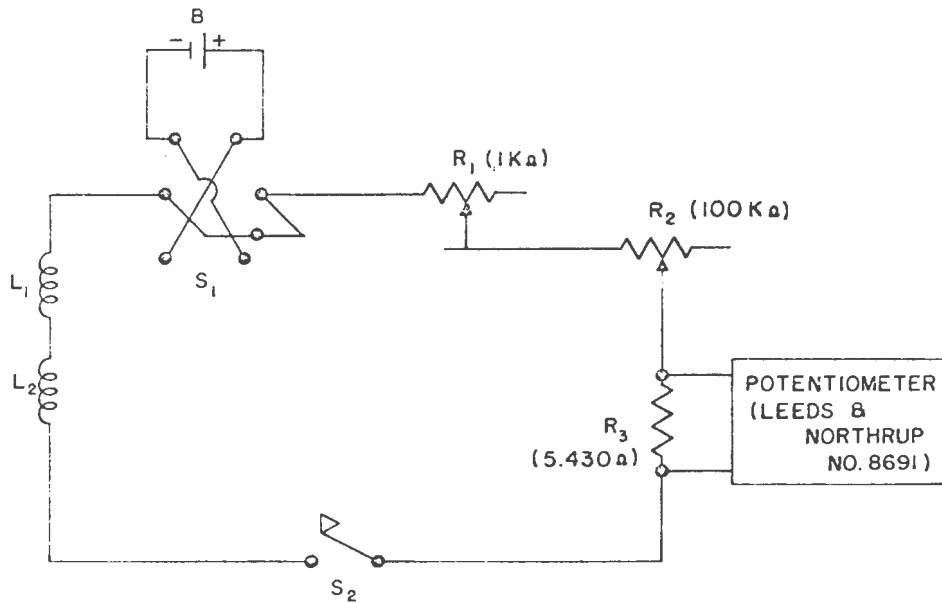 B
- +
R1 (1KΩ)
R2 (100KΩ)
S1
L1
L2
R3
(5.430Ω)
POTENTIOMETER
(LEEDS &
NORTHRUP
NO. 8691)
S2